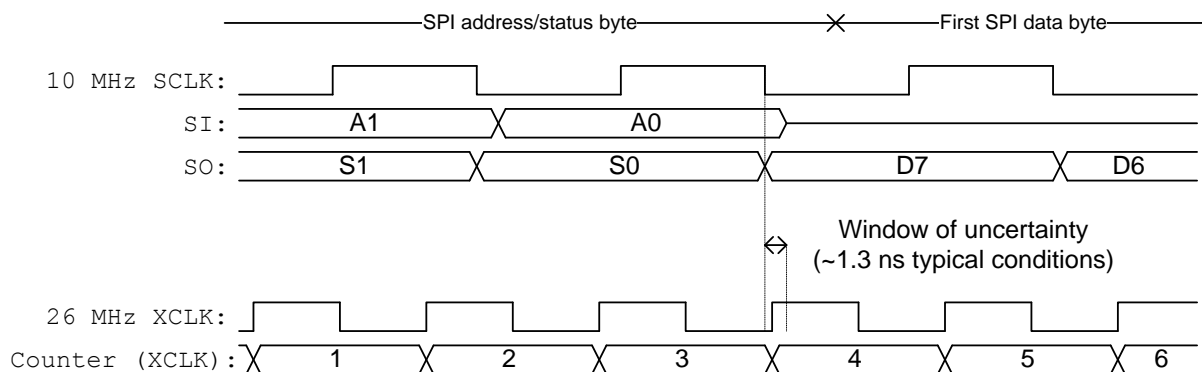 SPI address/status byte First SPI data byte
10 MHz SCLK:
SI: A1 A0
SO: S1 S0 D7 D6
Window of uncertainty
(~1.3 ns typical conditions)
26 MHz XCLK:
Counter (XCLK): 1 2 3 4 5 6